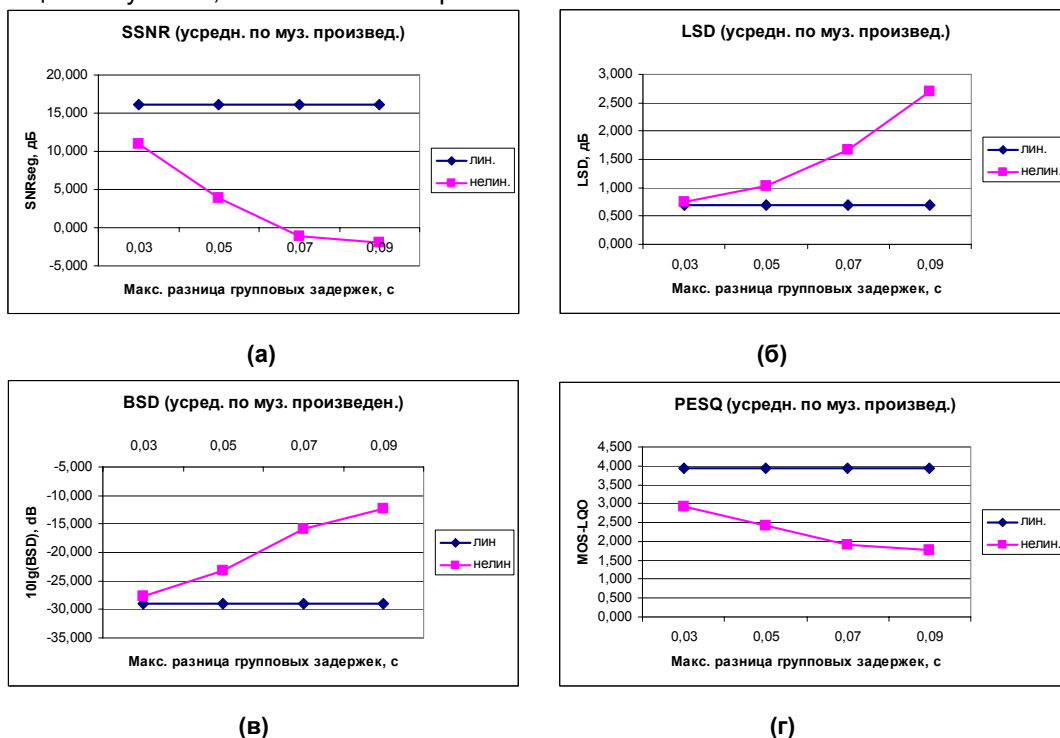 SSNR (усредн. по муз. произвед.)
20,000
15,000
10,000
5,000
0,000
-5,000
0,03 0,05 0,07 0,09
SNRseg, дБ
Макс. разница групповых задержек, с
лин.
нелин.
(а)
LSD (усредн. по муз. произвед.)
3,000
2,500
2,000
1,500
1,000
0,500
0,000
0,03 0,05 0,07 0,09
LSD, дБ
Макс. разница групповых задержек, с
лин.
нелин.
(б)
BSD (усред. по муз. произведен.)
0,03 0,05 0,07 0,09
-5,000
-10,000
-15,000
-20,000
-25,000
-30,000
-35,000
10lg(BSD), dB
Макс. разница групповых задержек, с
лин
нелин
(в)
PESQ (усредн. по муз. произвед.)
4,500
4,000
3,500
3,000
2,500
2,000
1,500
1,000
0,500
0,000
0,03 0,05 0,07 0,09
MOS-LQO
Макс. разница групповых задержек, с
лин.
нелин.
(г)